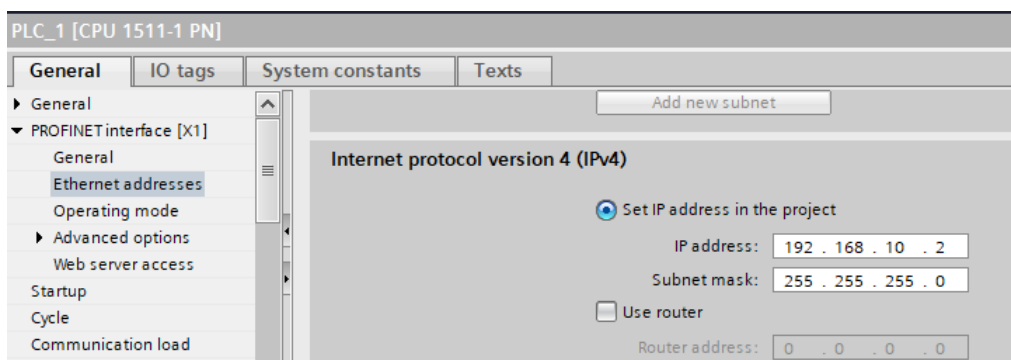 PLC_1 [CPU 1511-1 PN]
General IO tags System constants Texts
General
PROFINET interface [X1]
General
Ethernet addresses
Operating mode
Advanced options
Web server access
Startup
Cycle
Communication load
Add new subnet
Internet protocol version 4 (IPv4)
Set IP address in the project
IP address: 192 . 168 . 10 . 2
Subnet mask: 255 . 255 . 255 . 0
Use router
Router address: 0 . 0 . 0 . 0